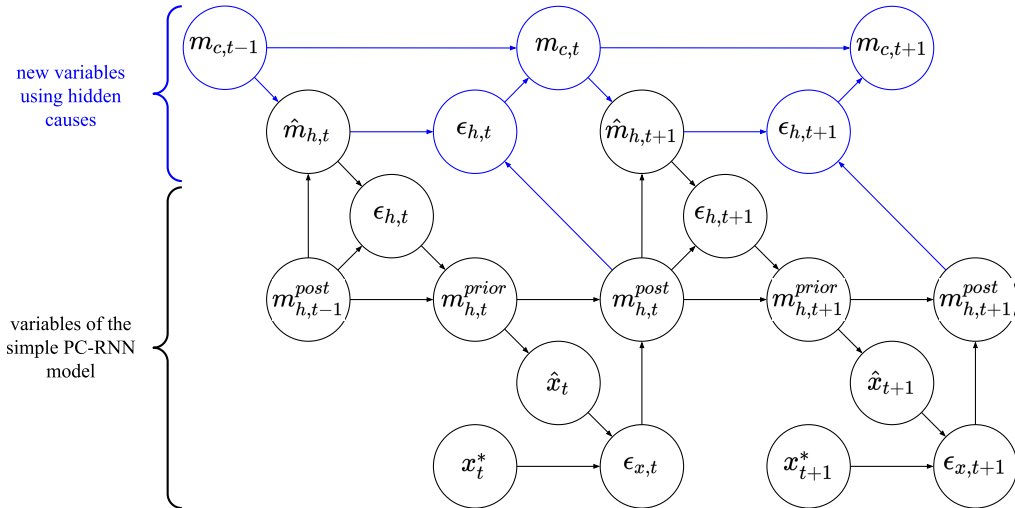 m_{c,t−1} m_{c,t} m_{c,t+1}
new variables
using hidden
causes
\hat{m}_{h,t} ϵ_{h,t} \hat{m}_{h,t+1} ϵ_{h,t+1}
ϵ_{h,t} ϵ_{h,t+1}
m^{post}_{h,t−1} m^{prior}_{h,t} m^{post}_{h,t} m^{prior}_{h,t+1} m^{post}_{h,t+1}
variables of the
simple PC-RNN
model
\hat{x}_t \hat{x}_{t+1}
x^*_t ϵ_{x,t} x^*_{t+1} ϵ_{x,t+1}